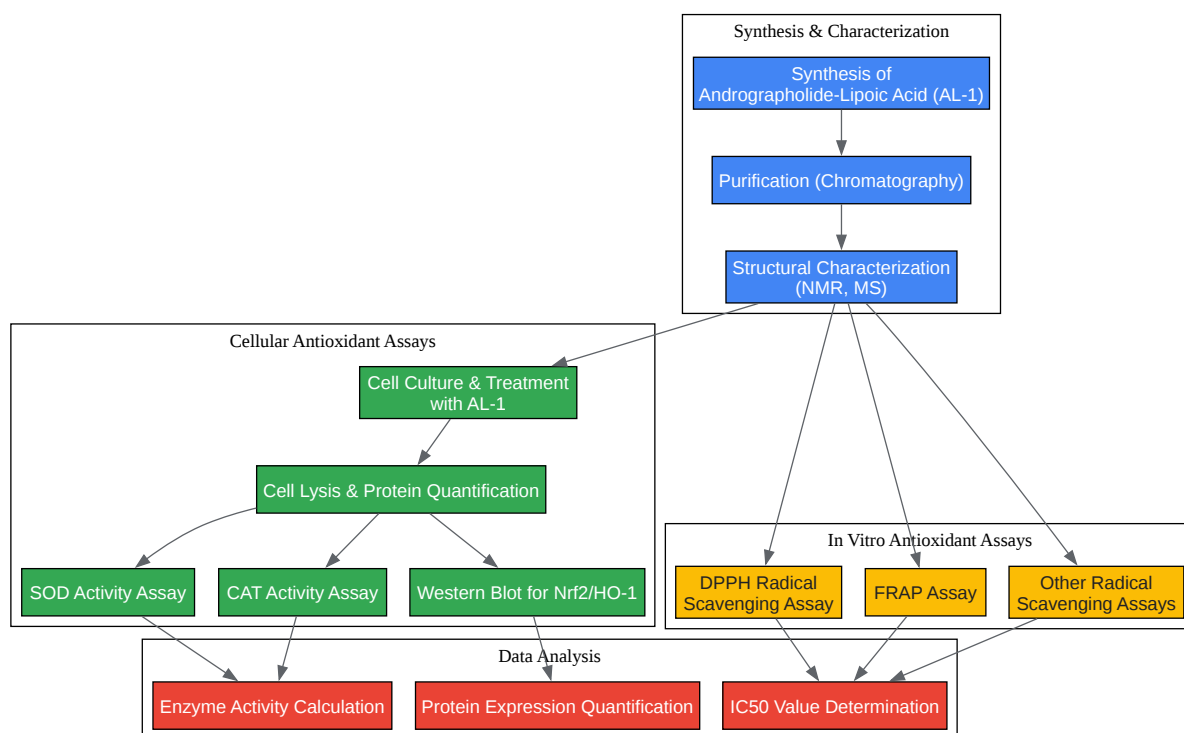 Synthesis & Characterization
Synthesis of
Andrographolide-Lipoic Acid (AL-1)
Purification (Chromatography)
Structural Characterization
(NMR, MS)
Cellular Antioxidant Assays
Cell Culture & Treatment
with AL-1
Cell Lysis & Protein Quantification
SOD Activity Assay
CAT Activity Assay
Western Blot for Nrf2/HO-1
In Vitro Antioxidant Assays
DPPH Radical
Scavenging Assay
FRAP Assay
Other Radical
Scavenging Assays
Data Analysis
Enzyme Activity Calculation
Protein Expression Quantification
IC50 Value Determination